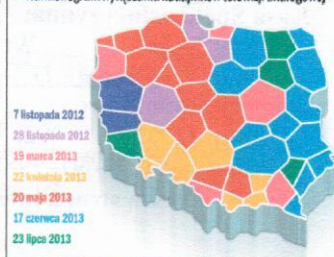 7 listopada 2012
28 listopada 2012
19 marca 2013
22 kwietnia 2013
20 maja 2013
17 czerwca 2013
23 lipca 2013